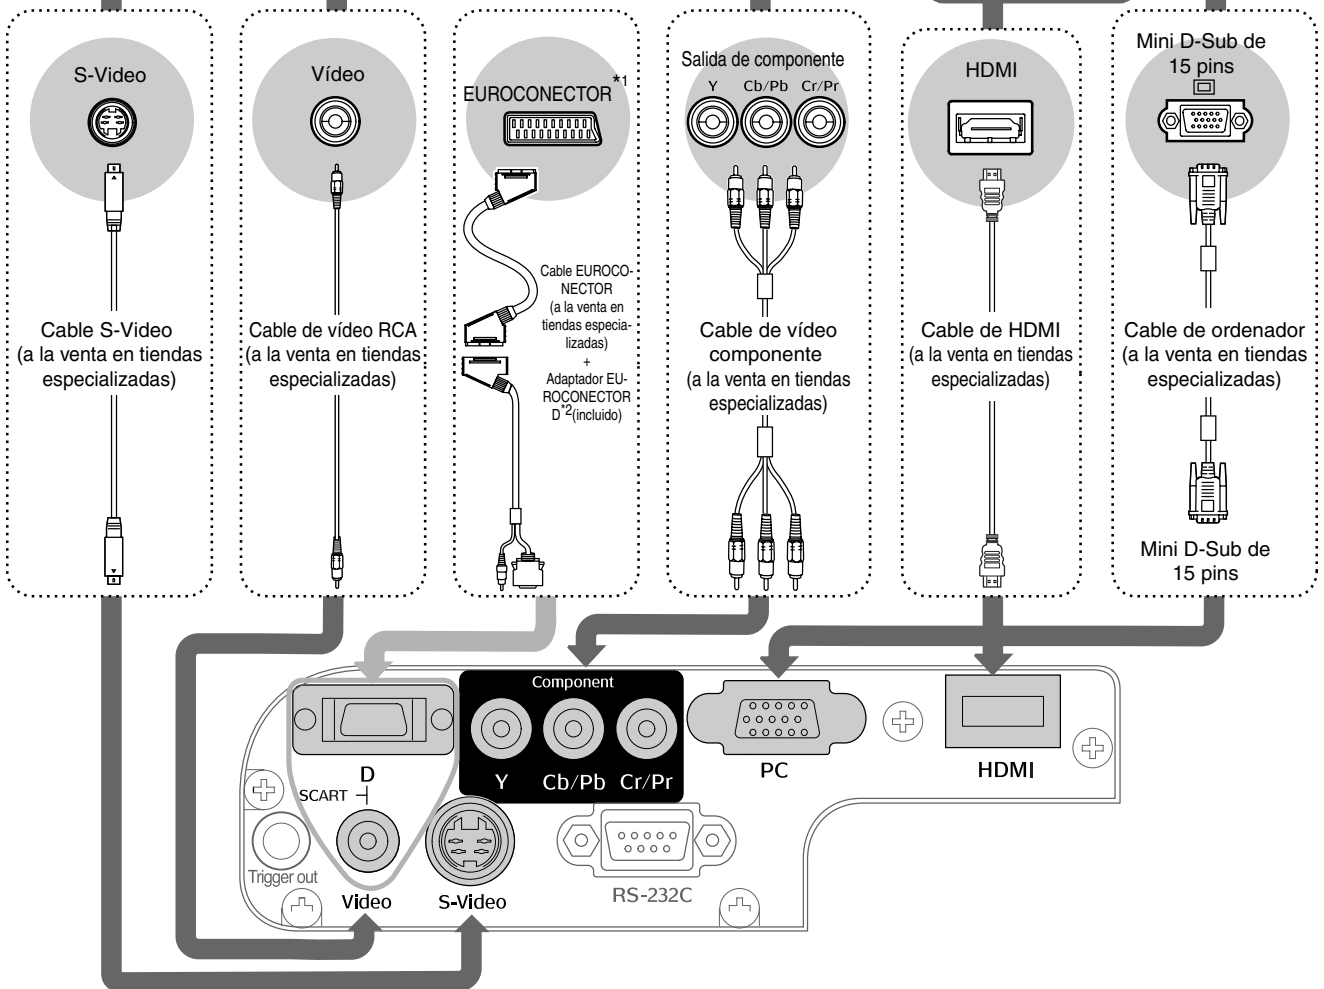 S-Video
Cable S-Video
(a la venta en tiendas
especializadas)
Vídeo
Cable de vídeo RCA
(a la venta en tiendas
especializadas)
EUROCONECTOR*1
Cable EUROCO-
NECTOR
(a la venta en
tiendas especia-
lizadas)
+
Adaptador EU-
ROCONECTOR
D*2(incluido)
Salida de componente
Y Cb/Pb Cr/Pr
Cable de vídeo
componente
(a la venta en tiendas
especializadas)
HDMI
Cable de HDMI
(a la venta en tiendas
especializadas)
Mini D-Sub de
15 pins
Cable de ordenador
(a la venta en tiendas
especializadas)
Mini D-Sub de
15 pins
Component
Y Cb/Pb Cr/Pr
D
SCART
PC
HDMI
Trigger out
Video
S-Video
RS-232C